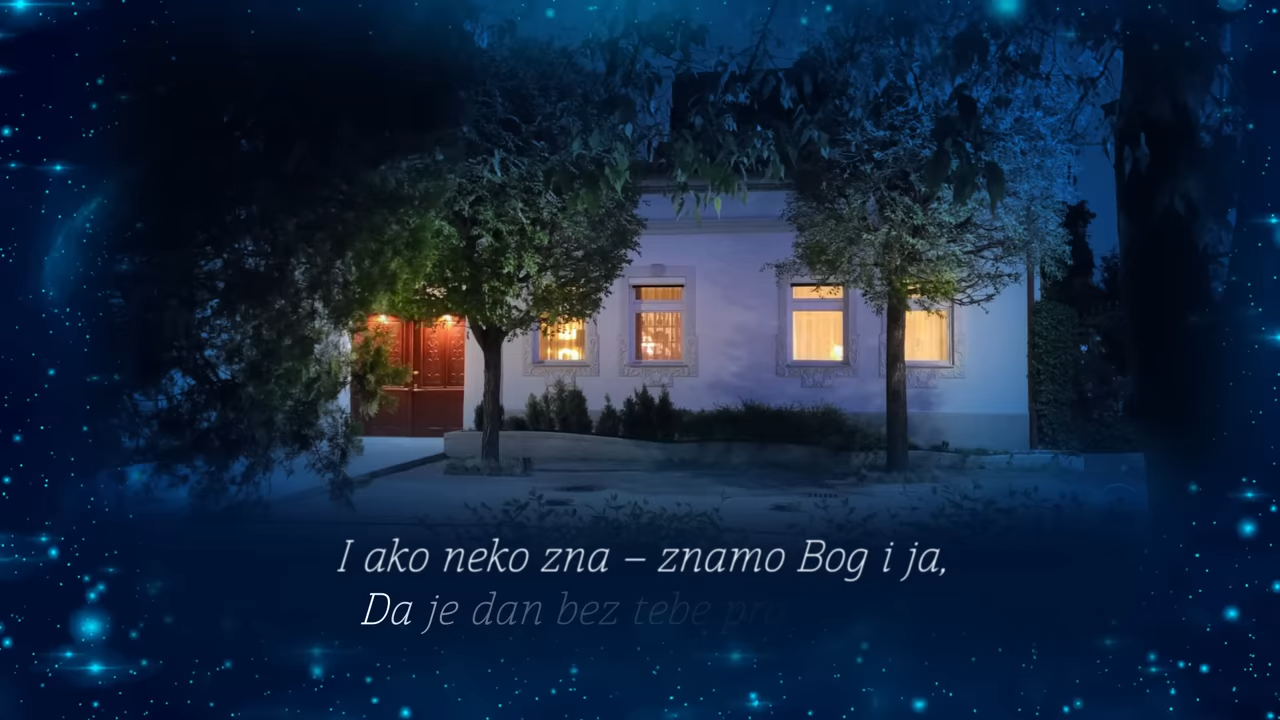 I ako neko zna – znamo Bog i ja,
Da je dan bez tebe